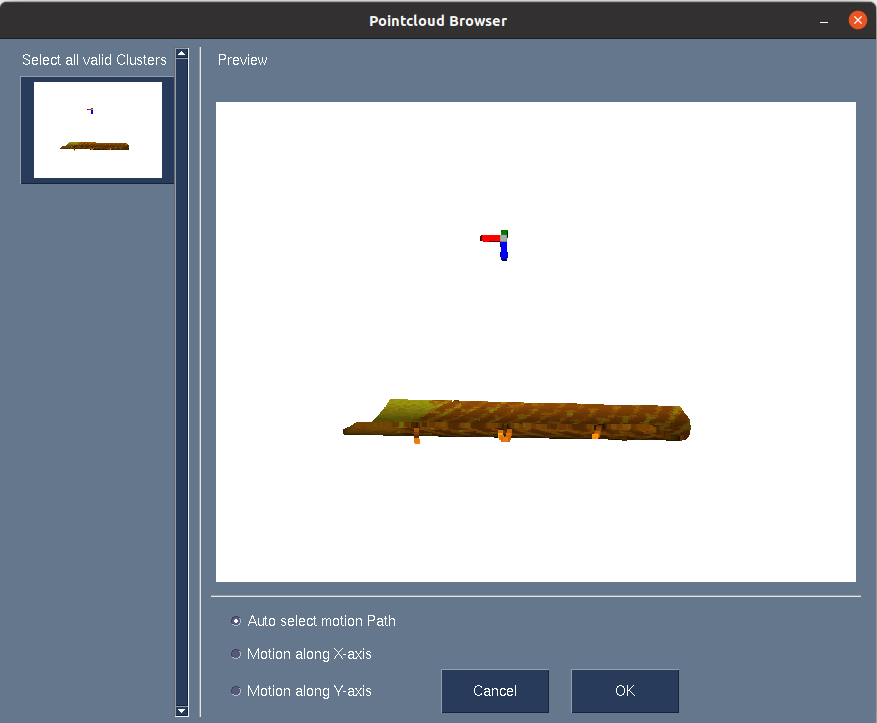 Pointcloud Browser
Select all valid Clusters
Preview
Auto select motion Path
Motion along X-axis
Motion along Y-axis
Cancel
OK